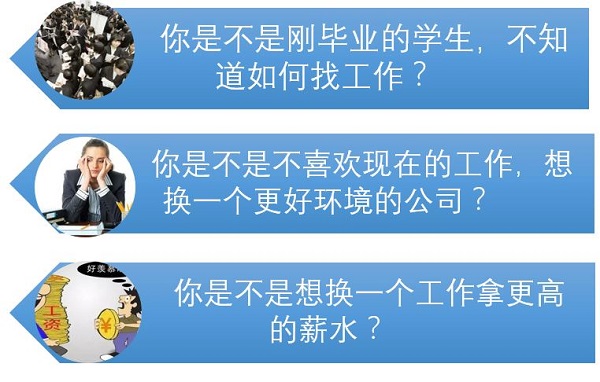 你是不是刚毕业的学生，不知
道如何找工作？
你是不是不喜欢现在的工作，想
换一个更好环境的公司？
好羡慕
工资
¥
你是不是想换一个工作拿更高
的薪水？